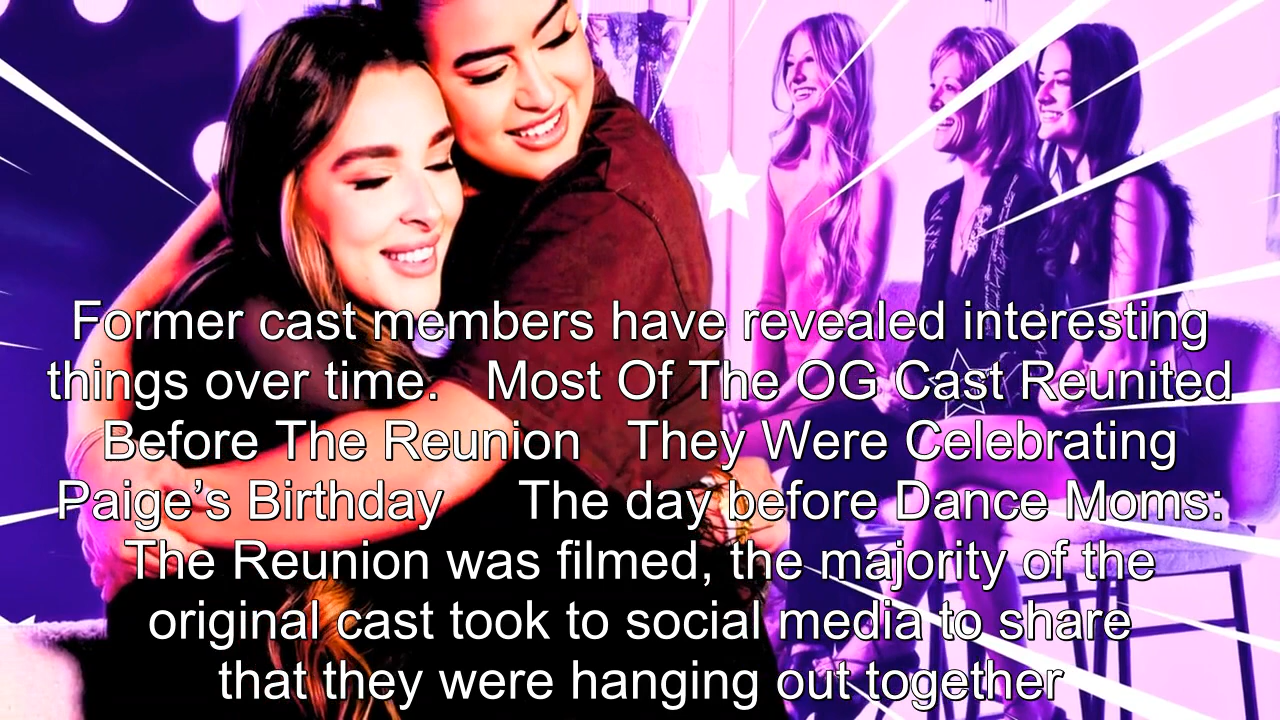 Former cast members have revealed interesting
things over time.   Most Of The OG Cast Reunited
Before The Reunion   They Were Celebrating
Paige’s Birthday     The day before Dance Moms:
The Reunion was filmed, the majority of the
original cast took to social media to share
that they were hanging out together